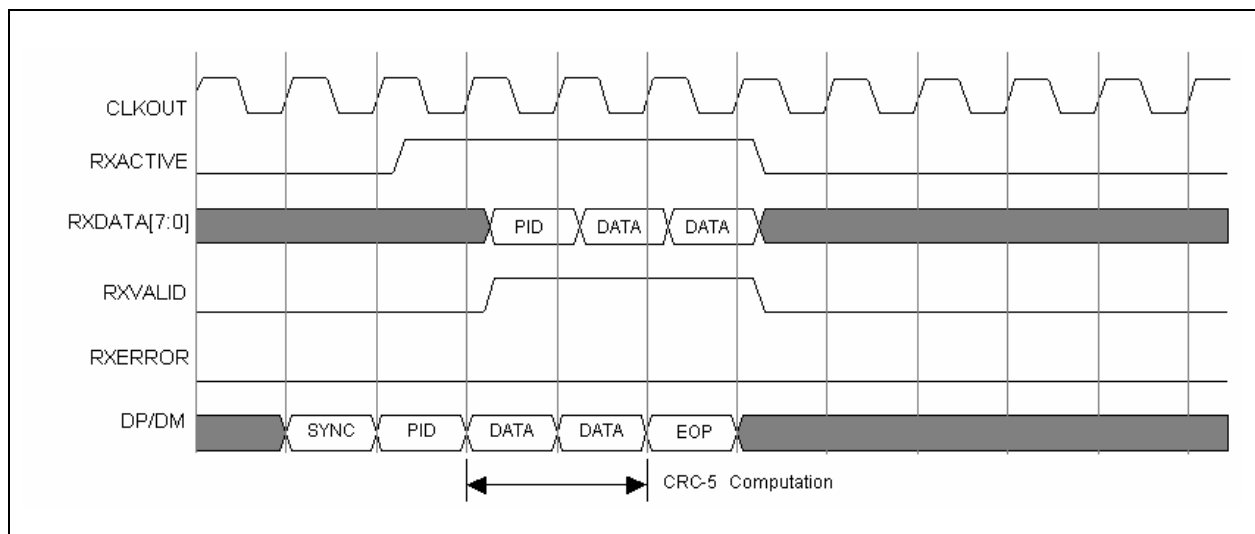 CLKOUT
RXACTIVE
RXDATA[7:0]
PID DATA DATA
RXVALID
RXERROR
DP/DM
SYNC PID DATA DATA EOP
CRC-5 Computation